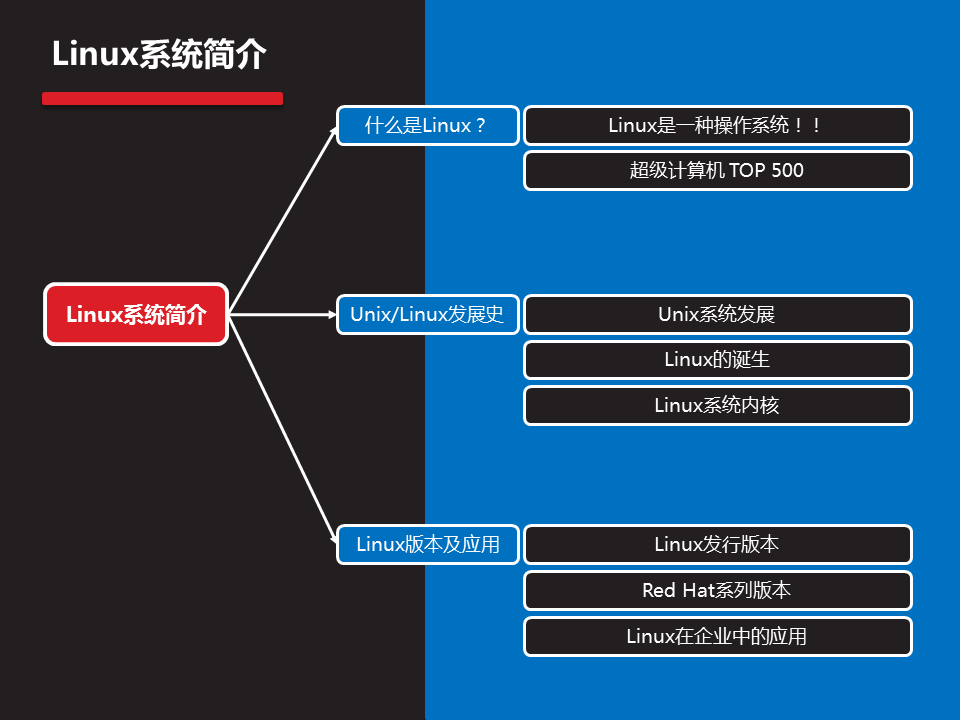 Linux系统简介
什么是Linux？
Linux是一种操作系统！！
超级计算机 TOP 500
Linux系统简介
Unix/Linux发展史
Unix系统发展
Linux的诞生
Linux系统内核
Linux版本及应用
Linux发行版本
Red Hat系列版本
Linux在企业中的应用